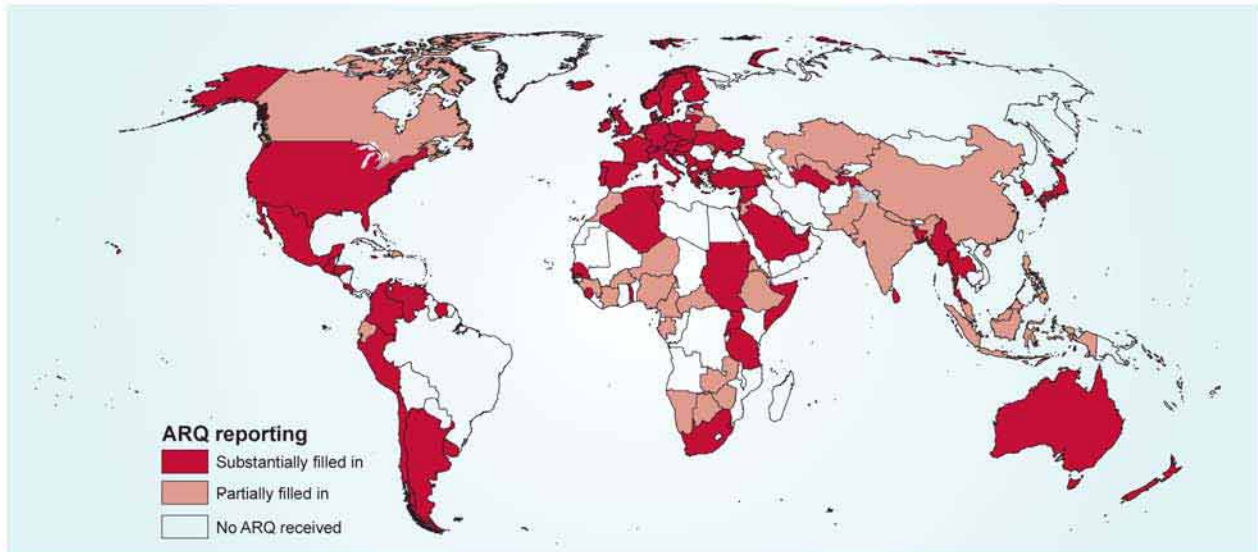 ARQ reporting
Substantially filled in
Partially filled in
No ARQ received